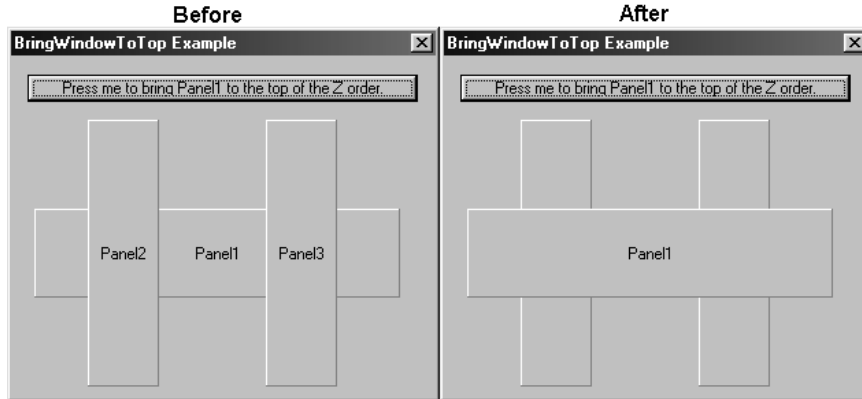 Before
After
BringWindowToTop Example
BringWindowToTop Example
Press me to bring Panel1 to the top of the Z order.
Press me to bring Panel1 to the top of the Z order.
Panel2
Panel1
Panel3
Panel1